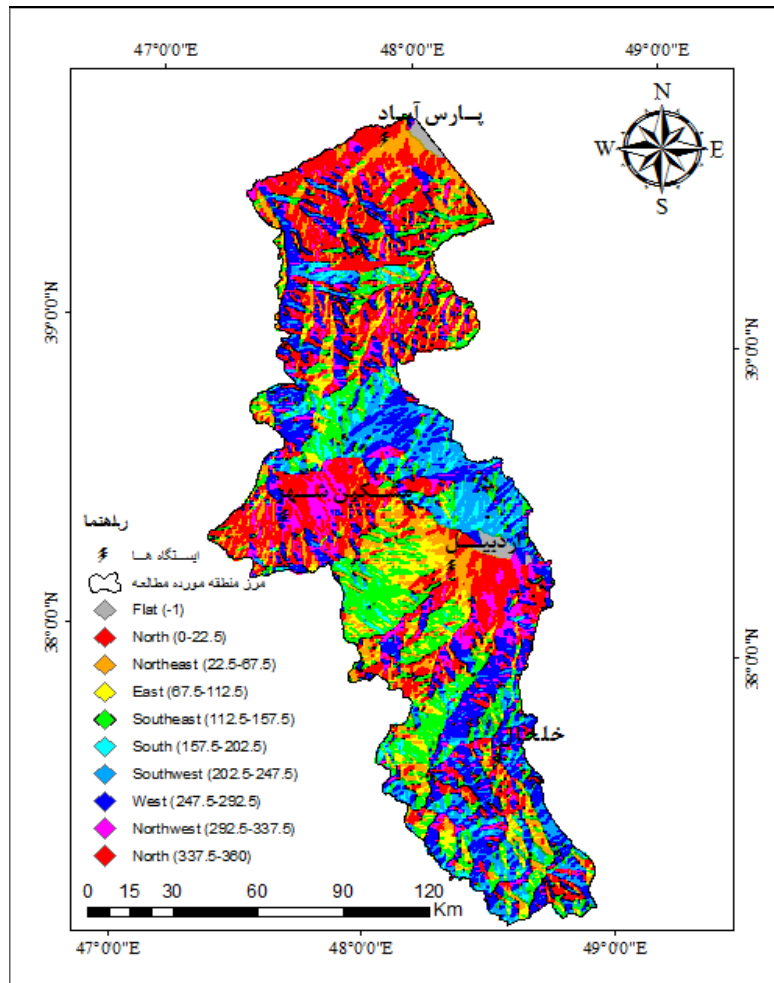 47°0'0"E 48°0'0"E 49°0'0"E
N
W E
S
پارس آباد
39°0'0"N
39°0'0"N
مشگین شهر
اردبیل
راهنما
ایستگاه ها
مرز منطقه مورده مطالعه
Flat (-1)
North (0-22.5)
Northeast (22.5-67.5)
East (67.5-112.5)
Southeast (112.5-157.5)
South (157.5-202.5)
Southwest (202.5-247.5)
West (247.5-292.5)
Northwest (292.5-337.5)
North (337.5-360)
38°0'0"N
38°0'0"N
خلخال
0 15 30 60 90 120
Km
47°0'0"E 48°0'0"E 49°0'0"E